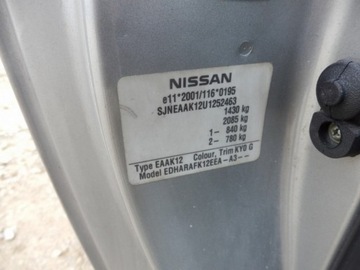 NISSAN
e11*2001/116*0195
SJNEAAK12U1252463
1430 kg
2085 kg
1- 840 kg
2- 780 kg
Type EAAK12 Colour, Trim KY0 G
Model EDHARAFK12EEA-A3--